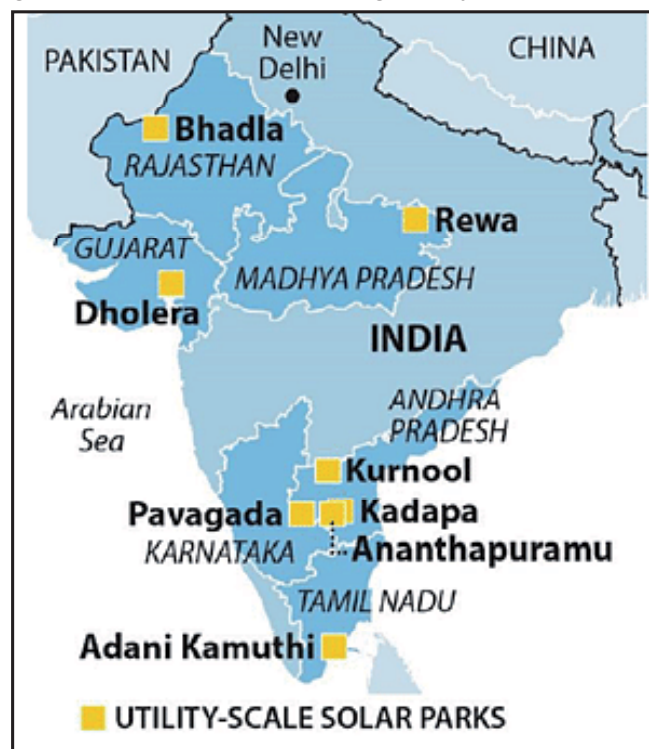 PAKISTAN
New
Delhi
CHINA
Bhadla
RAJASTHAN
Rewa
GUJARAT
MADHYA PRADESH
Dholera
INDIA
Arabian
Sea
ANDHRA
PRADESH
Kurnool
Pavagada
Kadapa
KARNATAKA
Ananthapuramu
TAMIL NADU
Adani Kamuthi
UTILITY-SCALE SOLAR PARKS